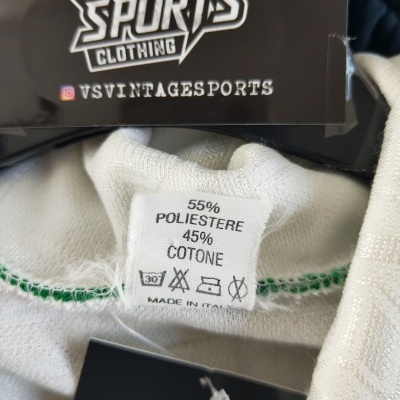 SPORTS
CLOTHING
VSVINTAGESPORTS
55%
POLIESTERE
45%
COTONE
30°
MADE IN ITALY